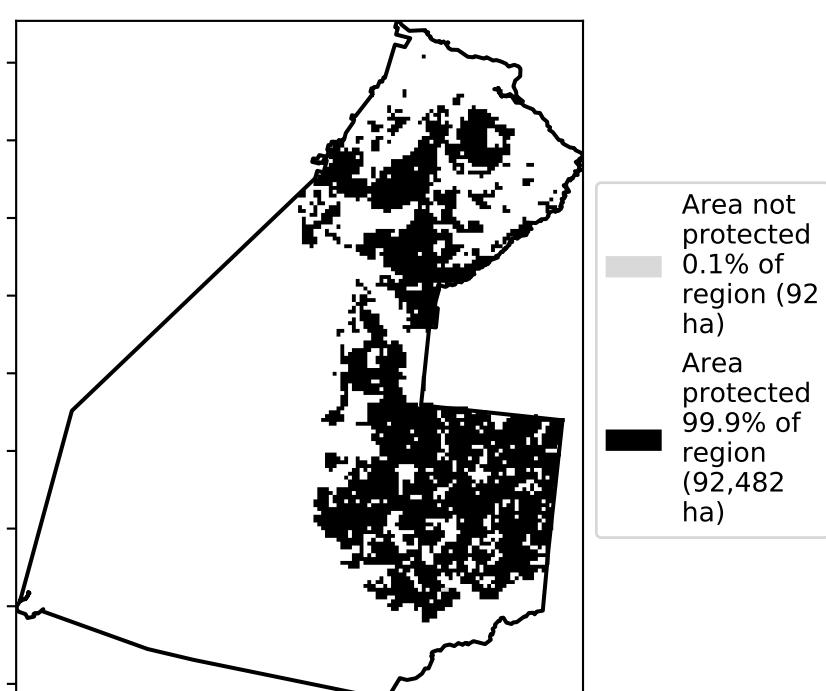 Area not
protected
0.1% of
region (92
ha)
Area
protected
99.9% of
region
(92,482
ha)